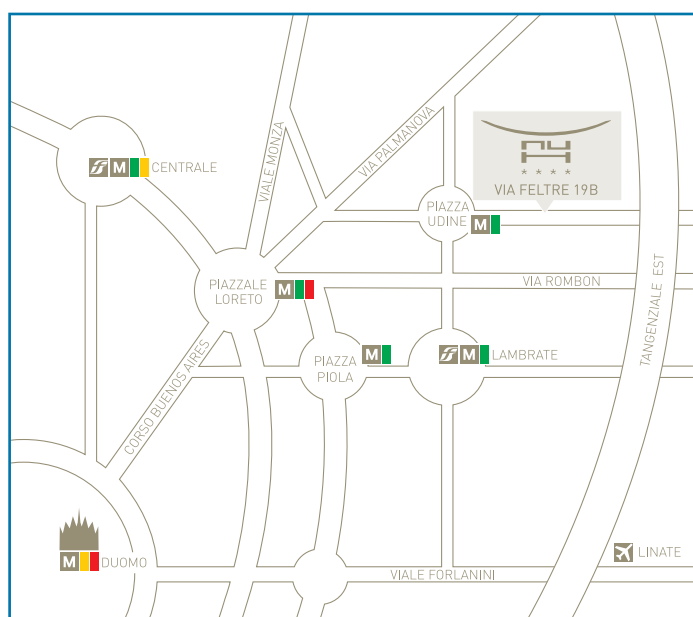 M CENTRALE
VIALE MONZA
VIA PALMANOVA
NH
****
VIA FELTRE 19B
PIAZZA
UDINE
M
PIAZZALE
LORETO
M
VIA ROMBON
TANGENZIALE EST
PIAZZA
PIOLA
M
M LAMBRATE
CORSO BUENOS AIRES
M DUOMO
LINATE
VIALE FORLANINI